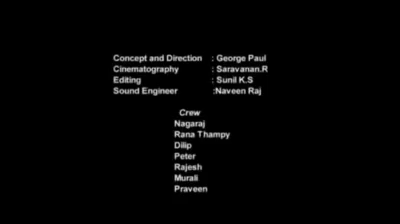 Concept and Direction : George Paul
Cinematography : Saravanan.R
Editing : Sunil K.S
Sound Engineer :Naveen Raj
Crew
Nagaraj
Rana Thampy
Dilip
Peter
Rajesh
Murali
Praveen